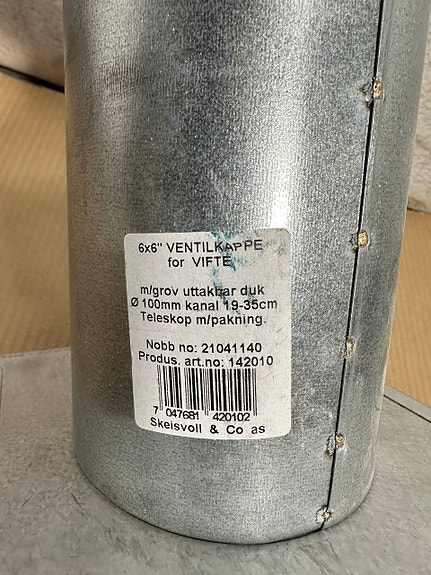 6x6" VENTILKAPPE
for VIFTE
m/grov uttakbar duk
Ø 100mm kanal 19-35cm
Teleskop m/pakning.
Nobb no: 21041140
Produs. art.no: 142010
7 047681 420102
Skeisvoll & Co as